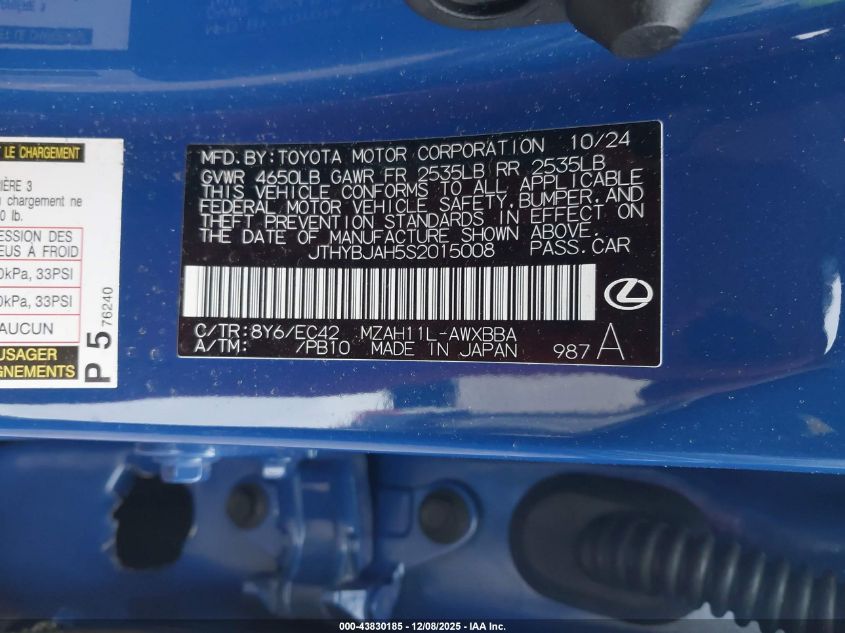 T LE CHARGEMENT
IÈRE 3
u chargement ne
0 lb.
ESSION DES
EUS À FROID
0kPa, 33PSI
0kPa, 33PSI
AUCUN
USAGER
GNEMENTS
P 5 76240
MFD.BY:TOYOTA MOTOR CORPORATION 10/24
GVWR 4650LB GAWR FR 2535LB RR 2535LB
THIS VEHICLE CONFORMS TO ALL APPLICABLE
FEDERAL MOTOR VEHICLE SAFETY,BUMPER,AND
THEFT PREVENTION STANDARDS IN EFFECT ON
THE DATE OF MANUFACTURE SHOWN ABOVE.
JTHYBJAH5S2015008 PASS.CAR
C/TR:8Y6/EC42 MZAH11L-AWXBBA
A/TM: /PB10 MADE IN JAPAN 987A
000-43830185 - 12/08/2025 - IAA Inc.